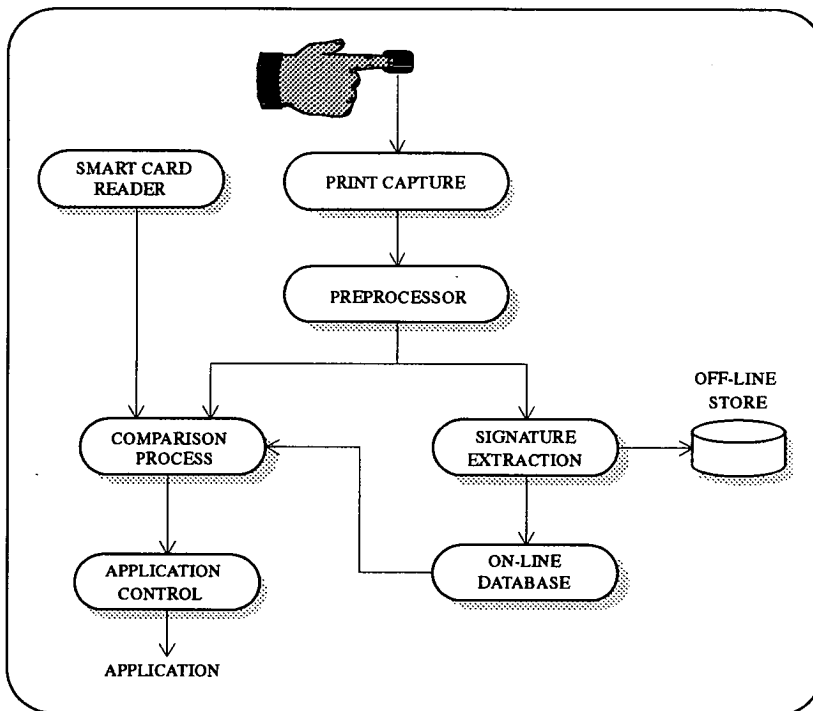 SMART CARD
READER
PRINT CAPTURE
PREPROCESSOR
OFF-LINE
STORE
COMPARISON
PROCESS
SIGNATURE
EXTRACTION
APPLICATION
CONTROL
ON-LINE
DATABASE
APPLICATION